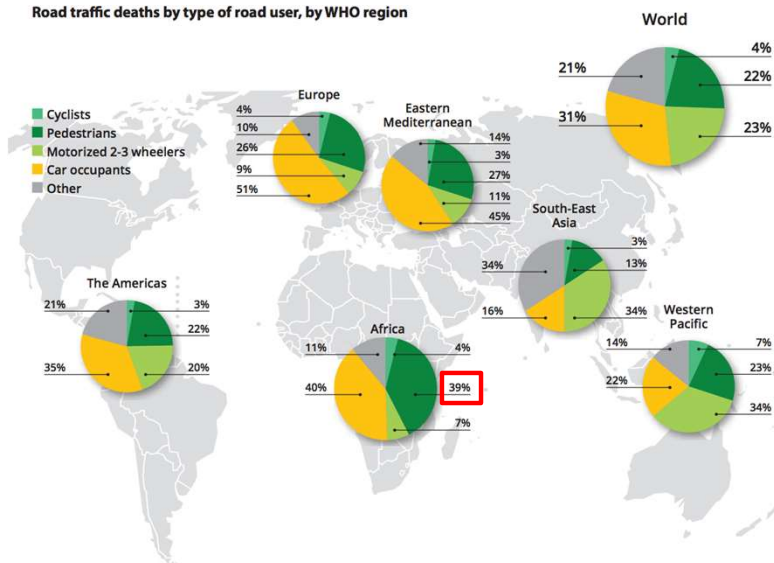 Road traffic deaths by type of road user, by WHO region
World
4%
21%
22%
31%
23%
Cyclists
Pedestrians
Motorized 2-3 wheelers
Car occupants
Other
Europe
4%
10%
26%
9%
51%
Eastern
Mediterranean
14%
3%
27%
11%
45%
South-East
Asia
3%
34%
13%
16%
34%
The Americas
21%
3%
22%
35%
20%
Africa
11%
4%
40%
39%
7%
Western
Pacific
14%
7%
22%
23%
34%